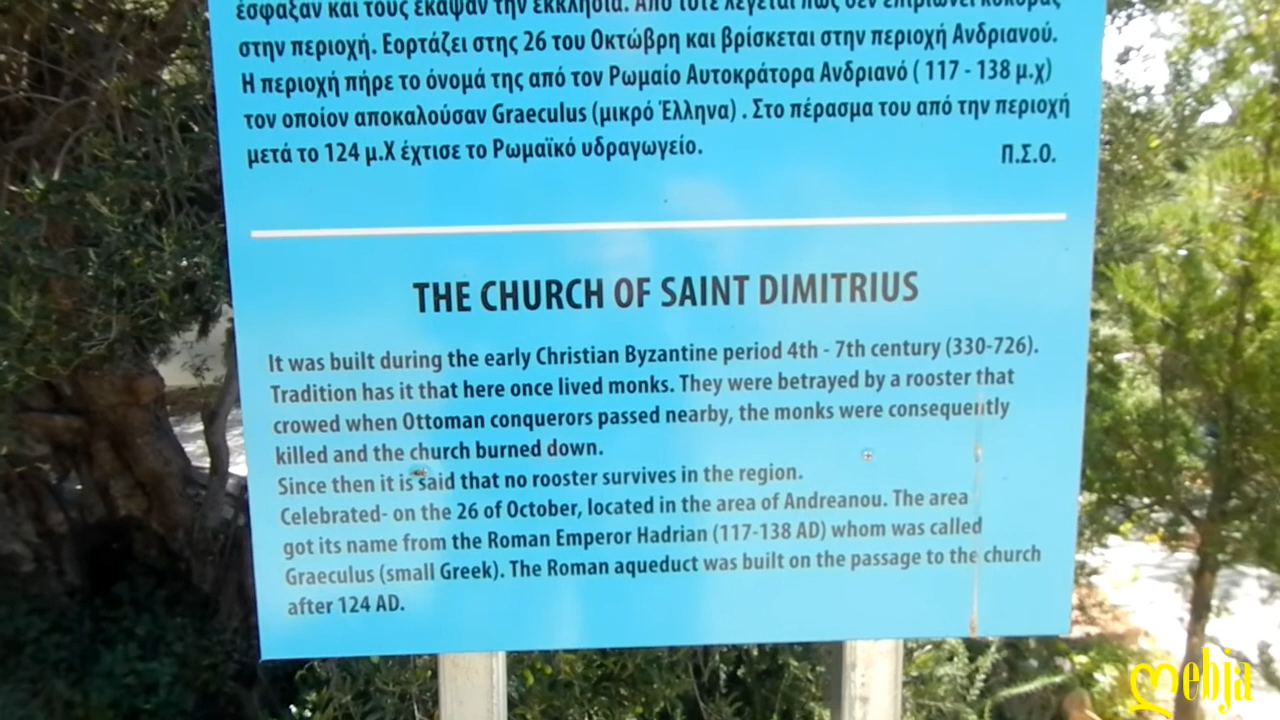 έσφαξαν και τους έκαψαν την εκκλησία. Από τότε λέγεται πως δεν επιβιώνει κόκορας
στην περιοχή. Εορτάζει στης 26 του Οκτώβρη και βρίσκεται στην περιοχή Ανδριανού.
Η περιοχή πήρε το όνομά της από τον Ρωμαίο Αυτοκράτορα Ανδριανό ( 117 - 138 μ.χ)
τον οποίον αποκαλούσαν Graeculus (μικρό Έλληνα) . Στο πέρασμα του από την περιοχή
μετά το 124 μ.Χ έχτισε το Ρωμαϊκό υδραγωγείο.
Π.Σ.Ο.
THE CHURCH OF SAINT DIMITRIUS
It was built during the early Christian Byzantine period 4th - 7th century (330-726).
Tradition has it that here once lived monks. They were betrayed by a rooster that
crowed when Ottoman conquerors passed nearby, the monks were consequently
killed and the church burned down.
Since then it is said that no rooster survives in the region.
Celebrated- on the 26 of October, located in the area of Andreanou. The area
got its name from the Roman Emperor Hadrian (117-138 AD) whom was called
Graeculus (small Greek). The Roman aqueduct was built on the passage to the church
after 124 AD.